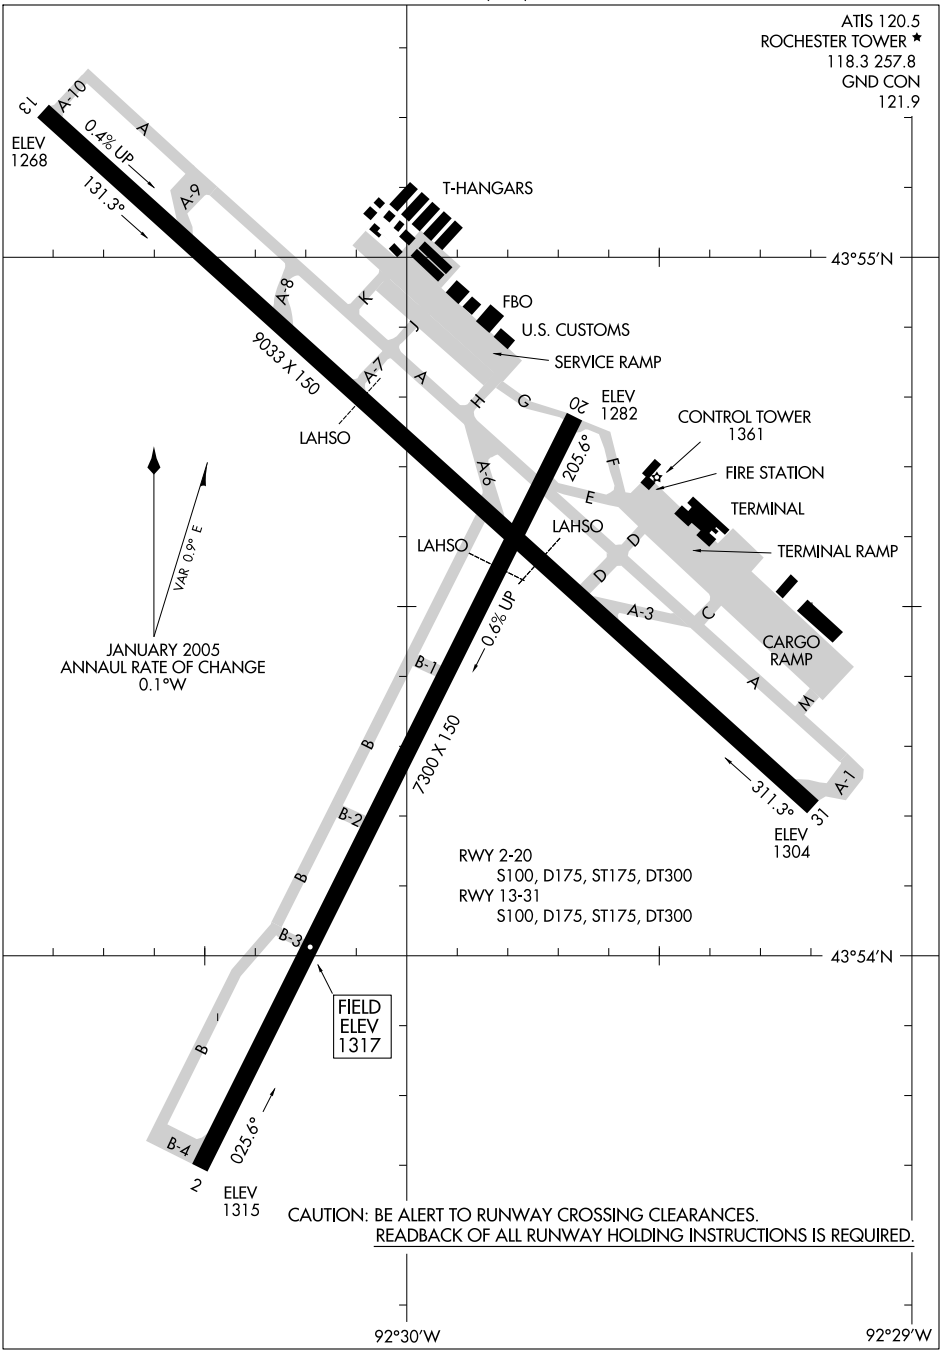 ATIS 120.5
ROCHESTER TOWER ★
118.3 257.8
GND CON
121.9
13
A-10
A
ELEV
1268
0.4% UP
131.3°
A-9
T-HANGARS
43°55'N
A-8
K
FBO
J
U.S. CUSTOMS
SERVICE RAMP
9033 X 150
A-7
A
H
G
20
ELEV
1282
LAHSO
CONTROL TOWER
1361
205.6°
F
FIRE STATION
A-6
E
TERMINAL
LAHSO
LAHSO
D
TERMINAL RAMP
VAR 0.9° E
D
0.6% UP
A-3
C
CARGO
RAMP
JANUARY 2005
ANNAUL RATE OF CHANGE
0.1°W
B-1
A
M
B
7300 X 150
311.3°
A-1
31
B-2
ELEV
1304
RWY 2-20
S100, D175, ST175, DT300
RWY 13-31
S100, D175, ST175, DT300
B
B-3
43°54'N
FIELD
ELEV
1317
B
025.6°
B-4
2
ELEV
1315
CAUTION: BE ALERT TO RUNWAY CROSSING CLEARANCES.
READBACK OF ALL RUNWAY HOLDING INSTRUCTIONS IS REQUIRED.
92°30'W
92°29'W